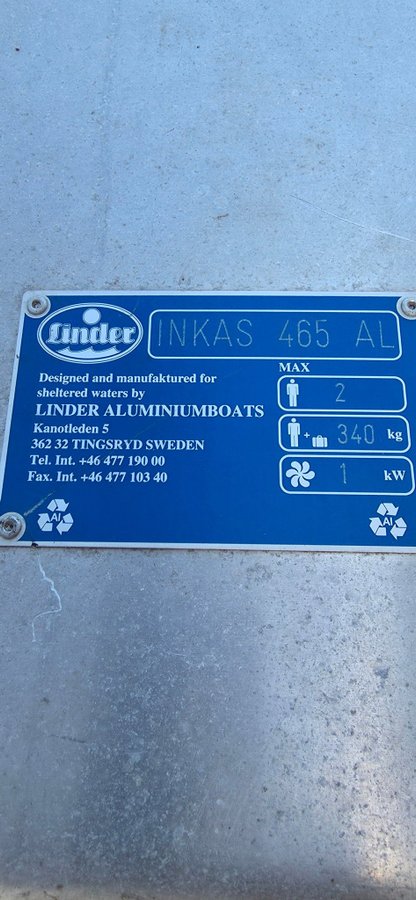 Linder
INKAS 465 AL
Designed and manufaktured for
sheltered waters by
LINDER ALUMINIUMBOATS
Kanotleden 5
362 32 TINGSRYD SWEDEN
Tel. Int. +46 477 190 00
Fax. Int. +46 477 103 40
Al
MAX
2
+ 340 kg
1 kW
Al